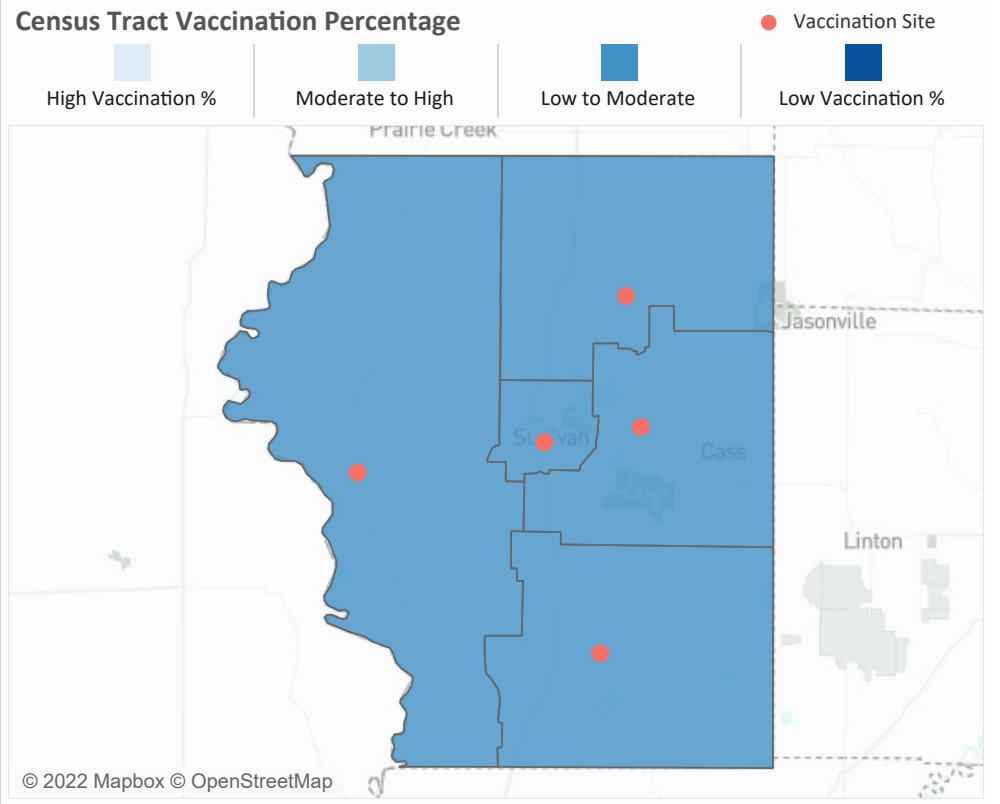 Census Tract Vaccination Percentage
Vaccination Site
High Vaccination %
Moderate to High
Low to Moderate
Low Vaccination %
Prairie Creek
Jasonville
Sullivan
Cass
Linton
© 2022 Mapbox © OpenStreetMap